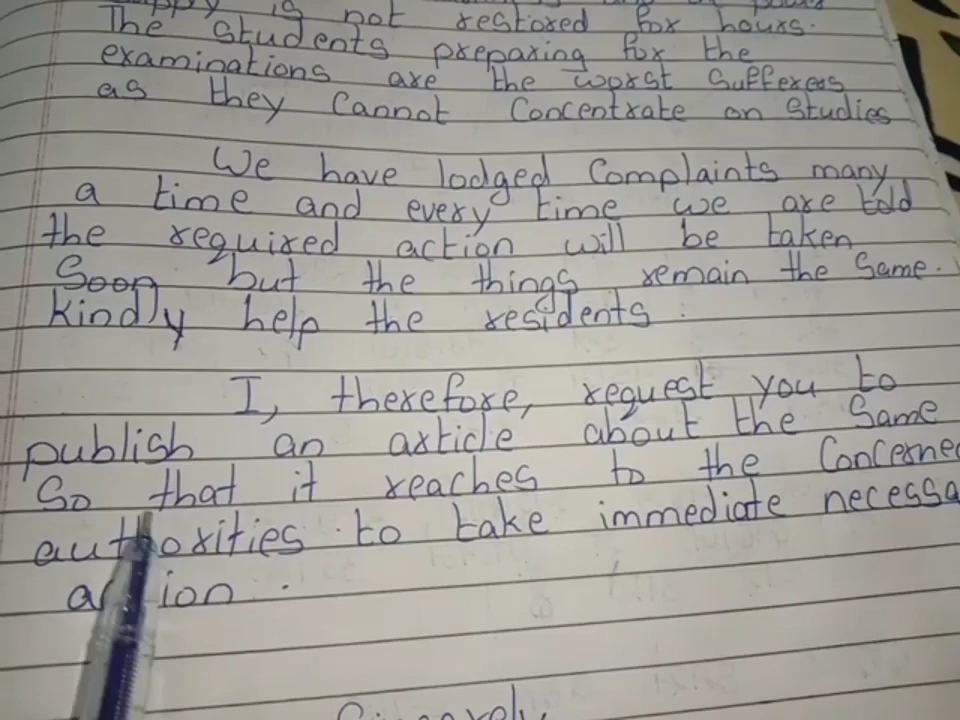 is not restored for hours.
The students preparing for the
examinations are the worst Sufferers
as they Cannot Concentrate on Studies
We have lodged Complaints many
a time and every time we are told
the required action will be taken
Soon but the things remain the Same.
kindly help the residents.
I, therefore, request you to
publish an article about the Same
So that it reaches to the
authorities to take immediate
action.